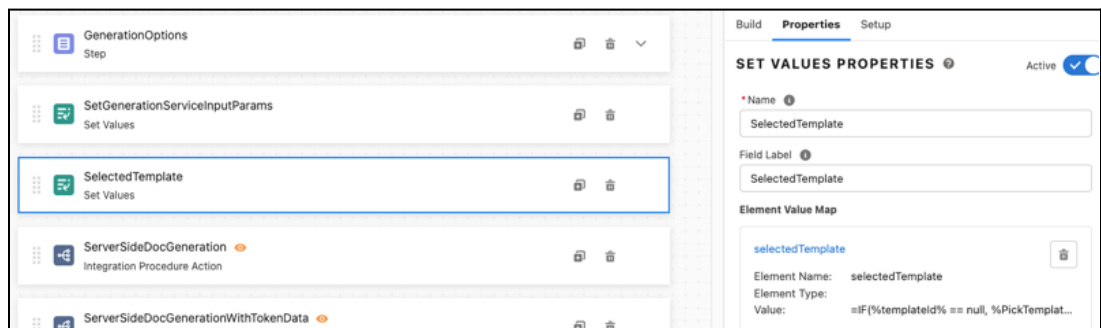 GenerationOptions
Step
SetGenerationServiceInputParams
Set Values
SelectedTemplate
Set Values
ServerSideDocGeneration
Integration Procedure Action
ServerSideDocGenerationWithTokenData
Build Properties Setup
SET VALUES PROPERTIES
Active
*Name
SelectedTemplate
Field Label
SelectedTemplate
Element Value Map
selectedTemplate
Element Name: selectedTemplate
Element Type:
Value: =IF(%templateId% == null, %PickTemplat...